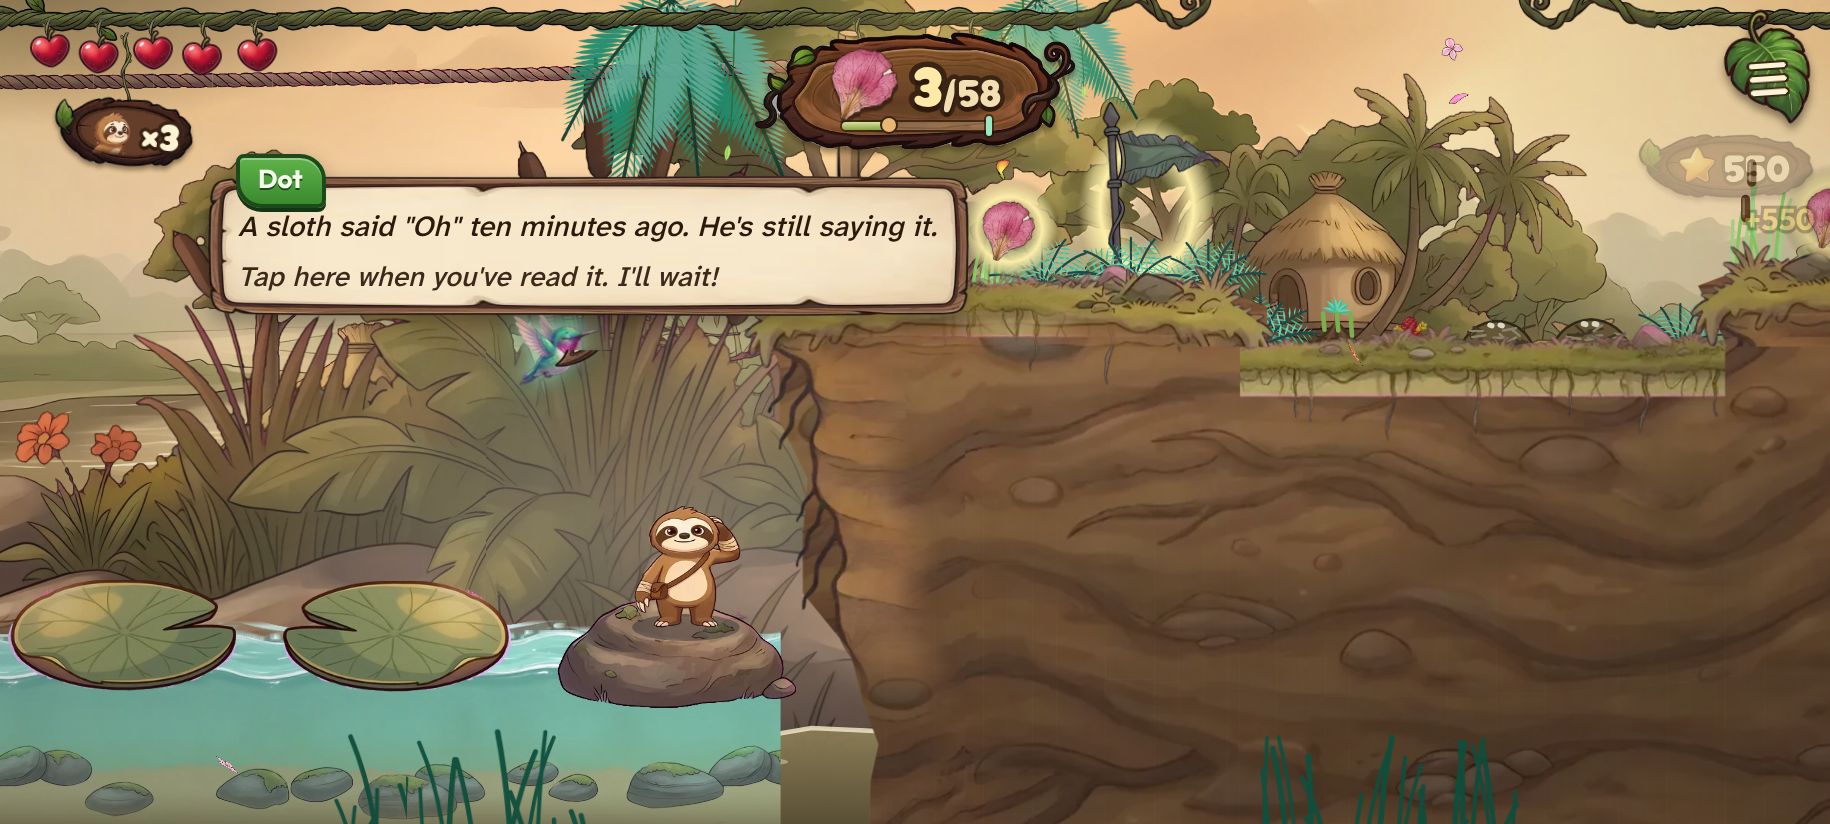 3/58
×3
550
+550
Dot
A sloth said "Oh" ten minutes ago. He's still saying it.
Tap here when you've read it. I'll wait!